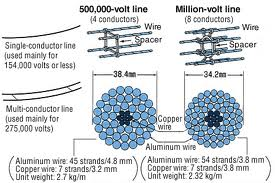 500,000-volt line
(4 conductors)
Million-volt line
(8 conductors)
Wire
Spacer
Wire
Spacer
Single-conductor line
(used mainly for
154,000 volts or less)
38.4mm
34.2mm
Multi-conductor line
(used mainly for
275,000 volts)
Copper wire
Copper wire
Aluminum wire
Aluminum wire: 45 strands/4.8 mm
Copper wire: 7 strands/3.2 mm
Unit weight: 2.7 kg/m
Aluminum wire: 54 strands/3.8 mm
Copper wire: 7 strands/3.8 mm
Unit weight: 2.32 kg/m